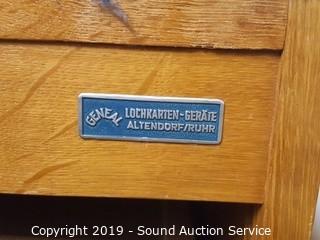 GENEAL
LOCHKARTEN-GERÄTE
ALTENDORF/RUHR
Copyright 2019 - Sound Auction Service